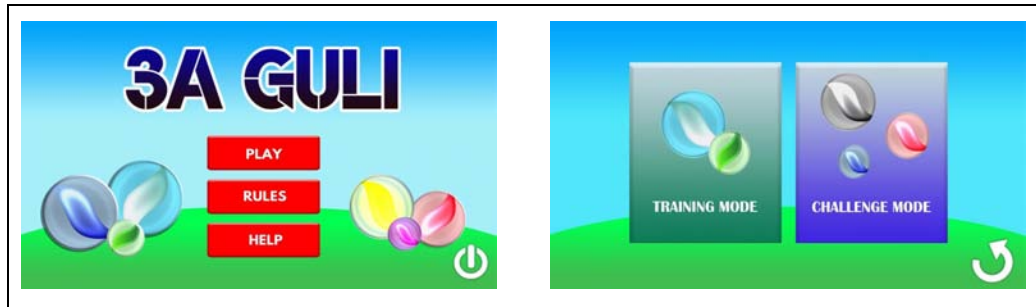 3A GULI
PLAY
RULES
HELP
TRAINING MODE
CHALLENGE MODE